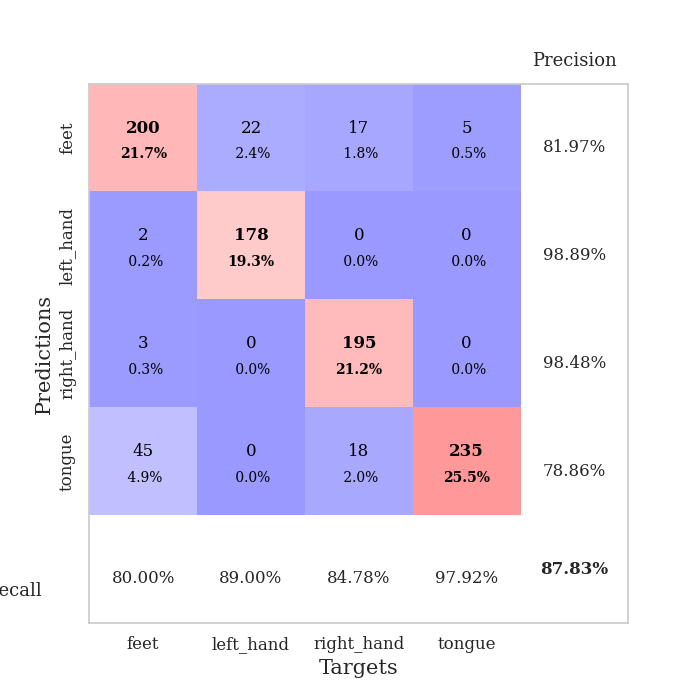 Precision
feet 200 22 17 5 81.97%
21.7% 2.4% 1.8% 0.5%
left_hand 2 178 0 0 98.89%
0.2% 19.3% 0.0% 0.0%
Predictions
right_hand 3 0 195 0 98.48%
0.3% 0.0% 21.2% 0.0%
tongue 45 0 18 235 78.86%
4.9% 0.0% 2.0% 25.5%
ecall 80.00% 89.00% 84.78% 97.92% 87.83%
feet left_hand right_hand tongue
Targets